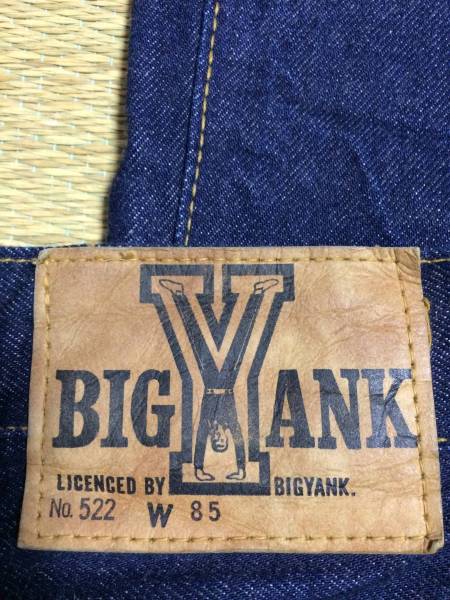 BIG YANK
LICENCED BY BIGYANK.
No. 522 W 85